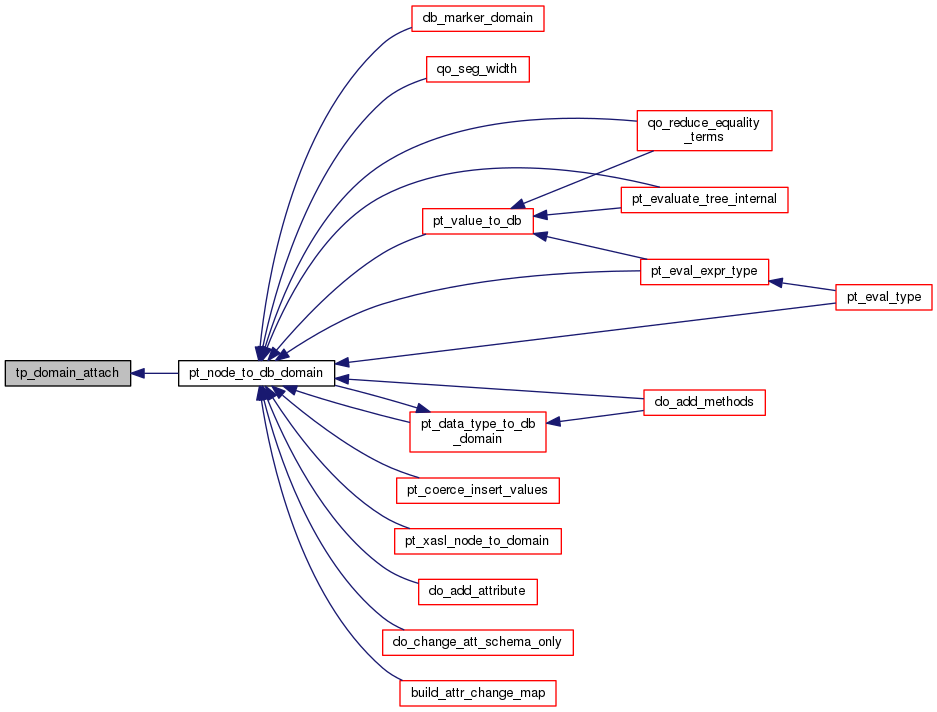 db_marker_domain
qo_seg_width
qo_reduce_equality
_terms
pt_evaluate_tree_internal
pt_value_to_db
pt_eval_expr_type
pt_eval_type
tp_domain_attach
pt_node_to_db_domain
do_add_methods
pt_data_type_to_db
_domain
pt_coerce_insert_values
pt_xasl_node_to_domain
do_add_attribute
do_change_att_schema_only
build_attr_change_map